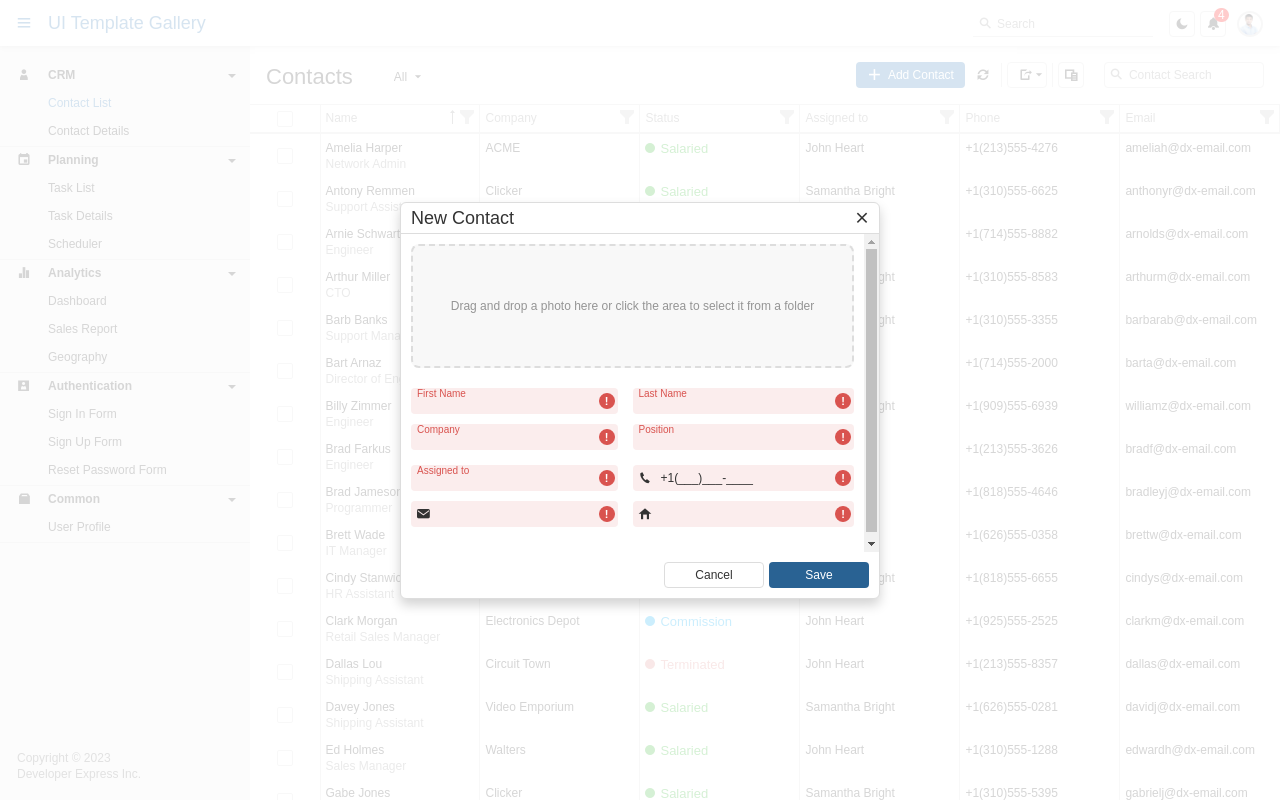 UI Template Gallery
Search
4
CRM
Contact List
Contact Details
Planning
Task List
Task Details
Scheduler
Analytics
Dashboard
Sales Report
Geography
Authentication
Sign In Form
Sign Up Form
Reset Password Form
Common
User Profile
Copyright © 2023
Developer Express Inc.
Contacts
All
Add Contact
Contact Search
Name Company Status Assigned to Phone Email
Amelia Harper ACME Salaried John Heart +1(213)555-4276 ameliah@dx-email.com
Network Admin
Antony Remmen Clicker Salaried Samantha Bright +1(310)555-6625 anthonyr@dx-email.com
Support
Arnie +1(714)555-8882 arnolds@dx-email.com
Engineer
Arthur Miller +1(310)555-8583 arthurm@dx-email.com
CTO
Barb Banks +1(310)555-3355 barbarab@dx-email.com
Support
Bart Arnaz +1(714)555-2000 barta@dx-email.com
Director of
Billy Zimmer +1(909)555-6939 williamz@dx-email.com
Engineer
Brad Farkus +1(213)555-3626 bradf@dx-email.com
Engineer
Brad Jameson +1(818)555-4646 bradleyj@dx-email.com
Programmer
Brett Wade +1(626)555-0358 brettw@dx-email.com
IT Manager
Cindy +1(818)555-6655 cindys@dx-email.com
HR Assistant
Clark Morgan Electronics Depot Commission John Heart +1(925)555-2525 clarkm@dx-email.com
Retail Sales Manager
Dallas Lou Circuit Town Terminated John Heart +1(213)555-8357 dallas@dx-email.com
Shipping Assistant
Davey Jones Video Emporium Salaried Samantha Bright +1(626)555-0281 davidj@dx-email.com
Shipping Assistant
Ed Holmes Walters Salaried John Heart +1(310)555-1288 edwardh@dx-email.com
Sales Manager
Gabe Jones Clicker Salaried Samantha Bright +1(310)555-5395 gabrielj@dx-email.com
New Contact
Drag and drop a photo here or click the area to select it from a folder
First Name
Last Name
Company
Position
Assigned to
+1(___)___-____
Cancel
Save